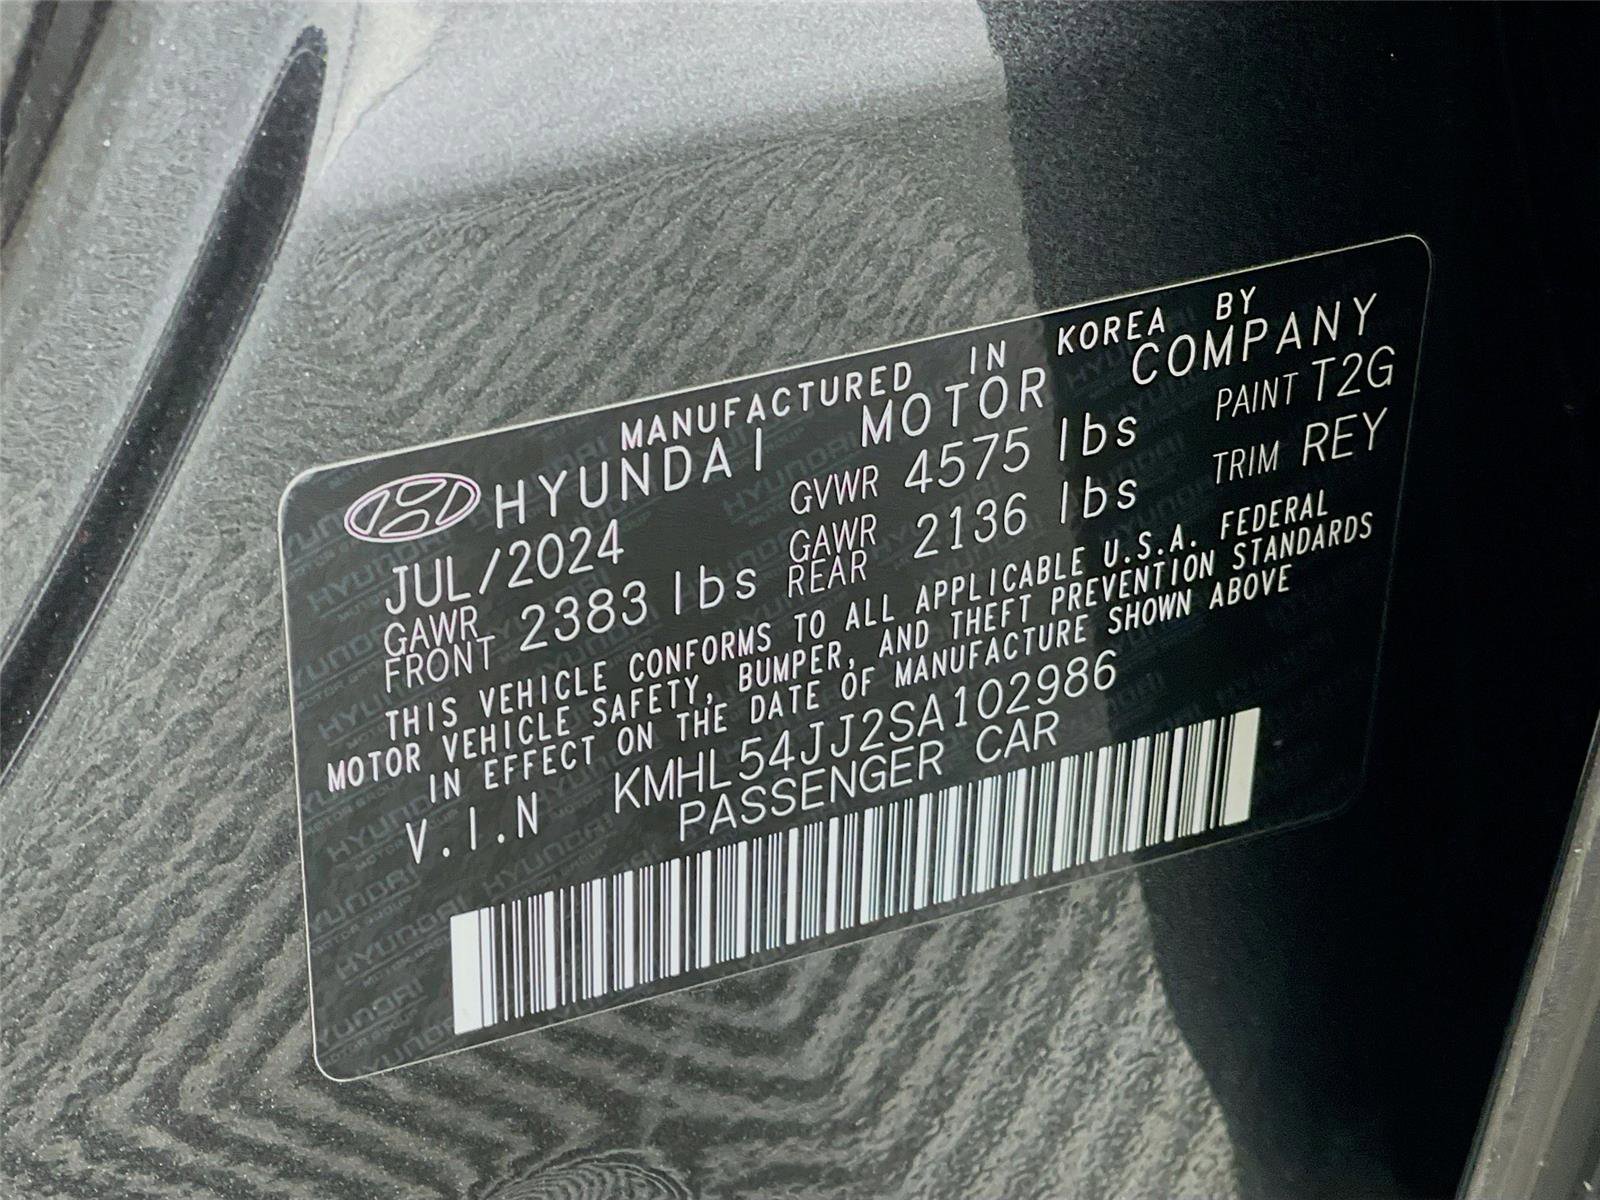 MANUFACTURED IN KOREA BY
HYUNDAI MOTOR COMPANY
JUL/2024 GVWR 4575 lbs PAINT T2G
GAWR FRONT 2383 lbs GAWR REAR 2136 lbs TRIM REY
THIS VEHICLE CONFORMS TO ALL APPLICABLE U.S.A. FEDERAL
MOTOR VEHICLE SAFETY, BUMPER, AND THEFT PREVENTION STANDARDS
IN EFFECT ON THE DATE OF MANUFACTURE SHOWN ABOVE
V.I.N KMHL54JJ2SA102986
PASSENGER CAR